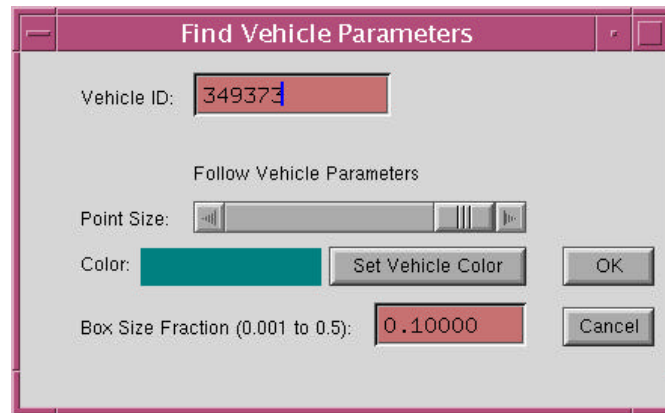 Find Vehicle Parameters
Vehicle ID: 349373
Follow Vehicle Parameters
Point Size:
Color: Set Vehicle Color OK
Box Size Fraction (0.001 to 0.5): 0.10000 Cancel